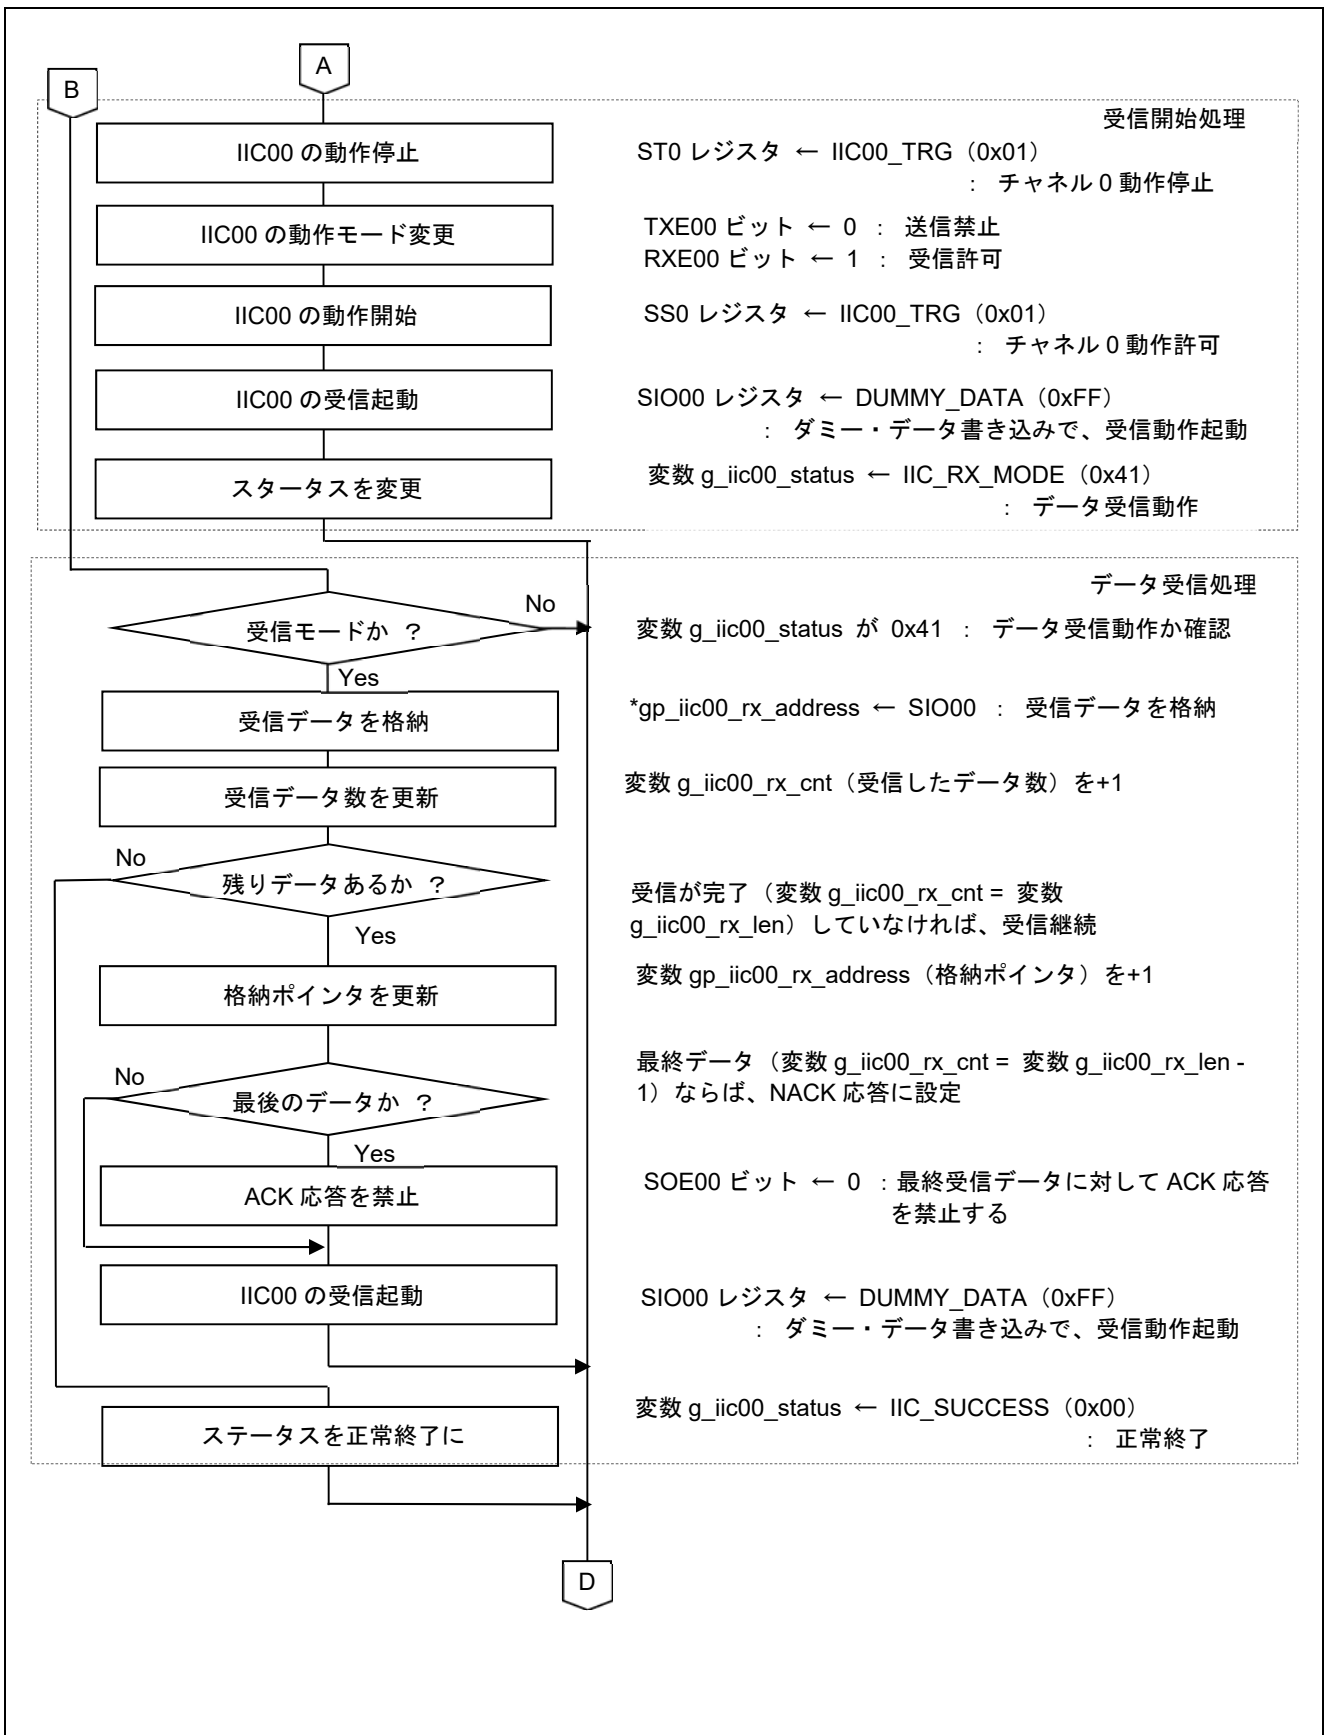 A
B
受信開始処理
IIC00 の動作停止
ST0 レジスタ ← IIC00_TRG（0x01）
： チャネル 0 動作停止
IIC00 の動作モード変更
TXE00 ビット ← 0 ： 送信禁止
RXE00 ビット ← 1 ： 受信許可
IIC00 の動作開始
SS0 レジスタ ← IIC00_TRG（0x01）
： チャネル 0 動作許可
IIC00 の受信起動
SIO00 レジスタ ← DUMMY_DATA（0xFF）
： ダミー・データ書き込みで、受信動作起動
スタータスを変更
変数 g_iic00_status ← IIC_RX_MODE（0x41）
： データ受信動作
データ受信処理
受信モードか ？
No
変数 g_iic00_status が 0x41 ： データ受信動作か確認
Yes
受信データを格納
*gp_iic00_rx_address ← SIO00 ： 受信データを格納
受信データ数を更新
変数 g_iic00_rx_cnt（受信したデータ数）を+1
No
残りデータあるか ？
受信が完了（変数 g_iic00_rx_cnt = 変数
g_iic00_rx_len）していなければ、受信継続
Yes
格納ポインタを更新
変数 gp_iic00_rx_address（格納ポインタ）を+1
No
最後のデータか ？
最終データ（変数 g_iic00_rx_cnt = 変数 g_iic00_rx_len -
1）ならば、NACK 応答に設定
Yes
ACK 応答を禁止
SOE00 ビット ← 0 ：最終受信データに対して ACK 応答
を禁止する
IIC00 の受信起動
SIO00 レジスタ ← DUMMY_DATA（0xFF）
： ダミー・データ書き込みで、受信動作起動
ステータスを正常終了に
変数 g_iic00_status ← IIC_SUCCESS（0x00）
： 正常終了
D